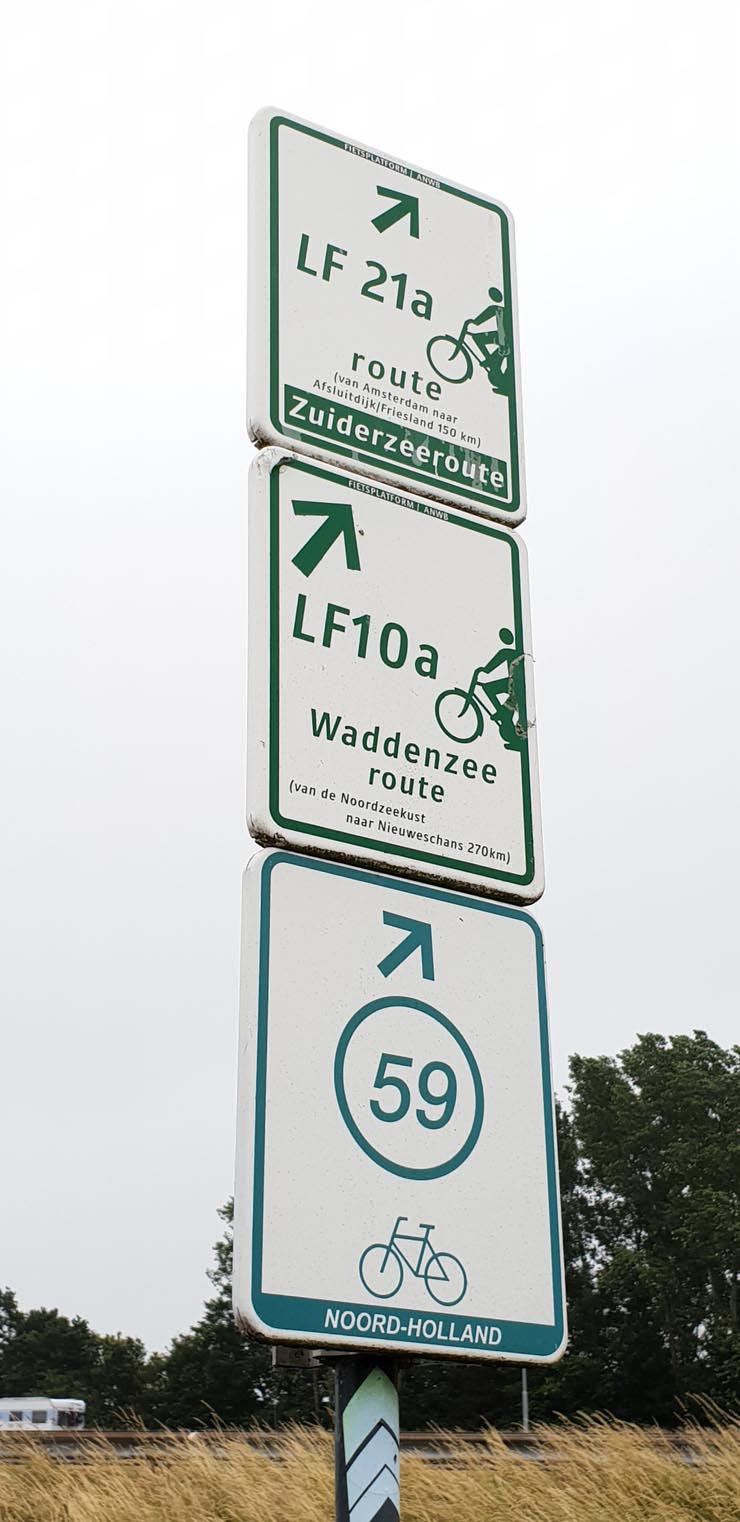 FIETSPLATFORM | ANWB
LF 21a
route
(van Amsterdam naar
Afsluitdijk/Friesland 150 km)
Zuiderzeeroute
FIETSPLATFORM | ANWB
LF10a
Waddenzee
route
(van de Noordzeekust
naar Nieuweschans 270km)
59
NOORD-HOLLAND